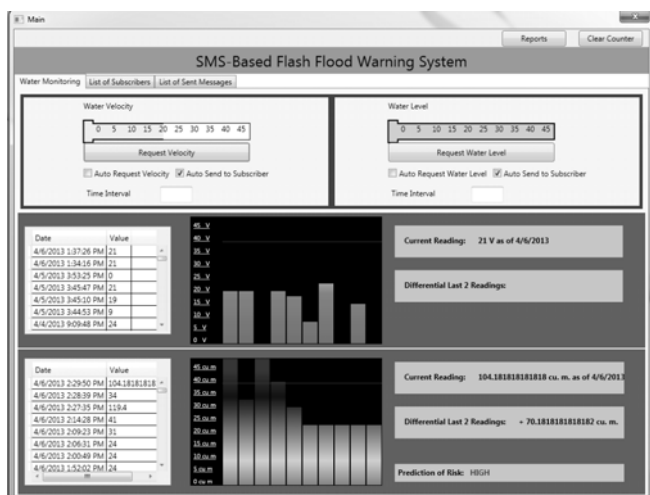 Main
Reports Clear Counter
SMS-Based Flash Flood Warning System
Water Monitoring List of Subscribers List of Sent Messages
Water Velocity
0 5 10 15 20 25 30 35 40 45
Request Velocity
Auto Request Velocity Auto Send to Subscriber
Time Interval
Water Level
0 5 10 15 20 25 30 35 40 45
Request Water Level
Auto Request Water Level Auto Send to Subscriber
Time Interval
Date Value
4/6/2013 1:37:26 PM 21
4/6/2013 1:34:16 PM 21
4/5/2013 3:53:25 PM 0
4/5/2013 3:45:47 PM 21
4/5/2013 3:45:10 PM 19
4/5/2013 3:44:53 PM 9
4/4/2013 9:09:48 PM 24
45 V
40 V
35 V
30 V
25 V
20 V
15 V
10 V
5 V
0 V
Current Reading: 21 V as of 4/6/2013
Differential Last 2 Readings:
Date Value
4/6/2013 2:29:50 PM 104.18181818
4/6/2013 2:28:39 PM 34
4/6/2013 2:27:35 PM 119.4
4/6/2013 2:14:28 PM 41
4/6/2013 2:09:23 PM 31
4/6/2013 2:06:31 PM 24
4/6/2013 2:00:49 PM 24
4/6/2013 1:52:02 PM 24
45 cu m
40 cu m
35 cu m
30 cu m
25 cu m
20 cu m
15 cu m
10 cu m
5 cu m
0 cu m
Current Reading: 104.181818181818 cu. m. as of 4/6/2013
Differential Last 2 Readings: + 70.1818181818182 cu. m.
Prediction of Risk: HIGH